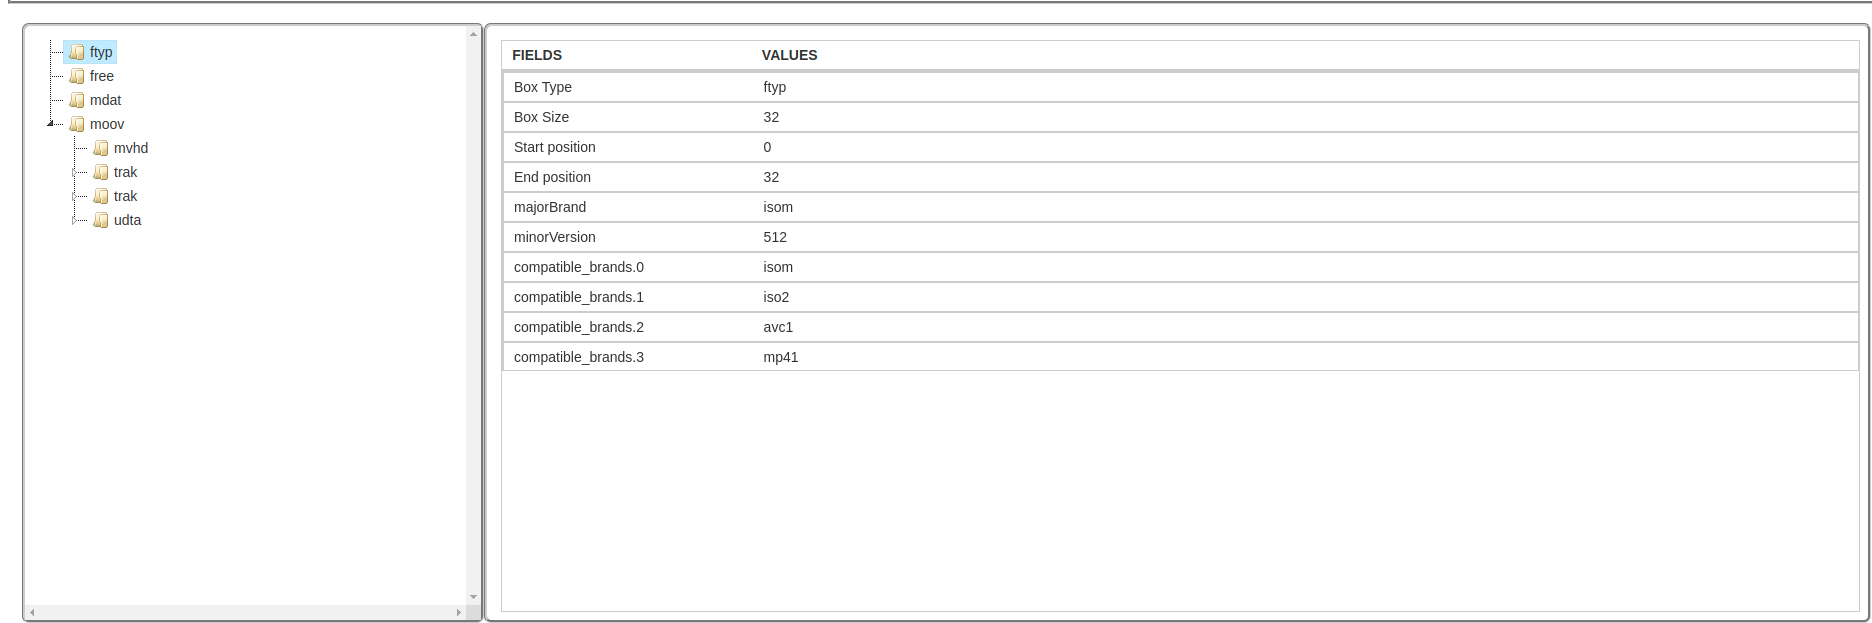 ftyp
free
mdat
moov
mvhd
trak
trak
udta
FIELDS VALUES
Box Type ftyp
Box Size 32
Start position 0
End position 32
majorBrand isom
minorVersion 512
compatible_brands.0 isom
compatible_brands.1 iso2
compatible_brands.2 avc1
compatible_brands.3 mp41